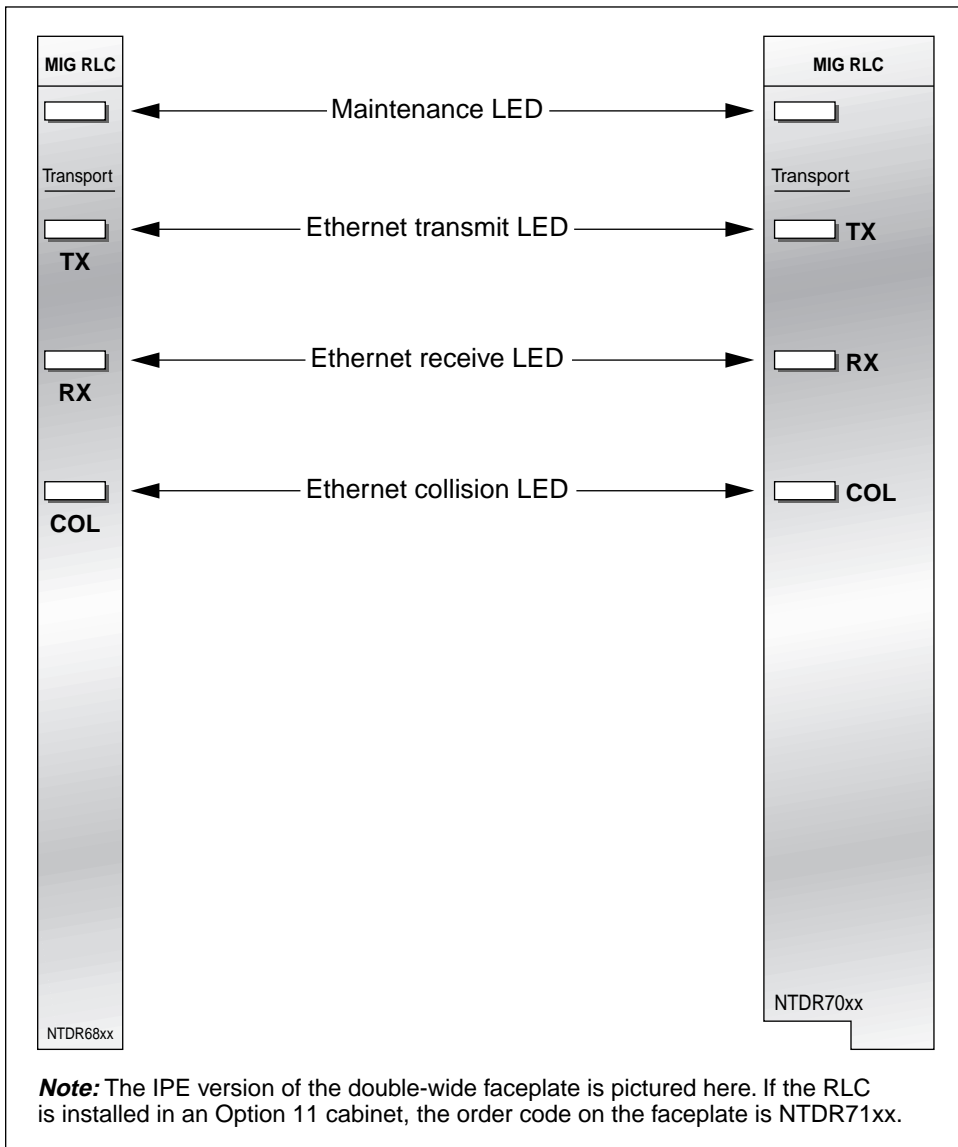 MIG RLC
MIG RLC
Maintenance LED
Transport
Transport
Ethernet transmit LED
TX
TX
Ethernet receive LED
RX
RX
Ethernet collision LED
COL
COL
NTDR70xx
NTDR68xx
Note: The IPE version of the double-wide faceplate is pictured here. If the RLC
is installed in an Option 11 cabinet, the order code on the faceplate is NTDR71xx.